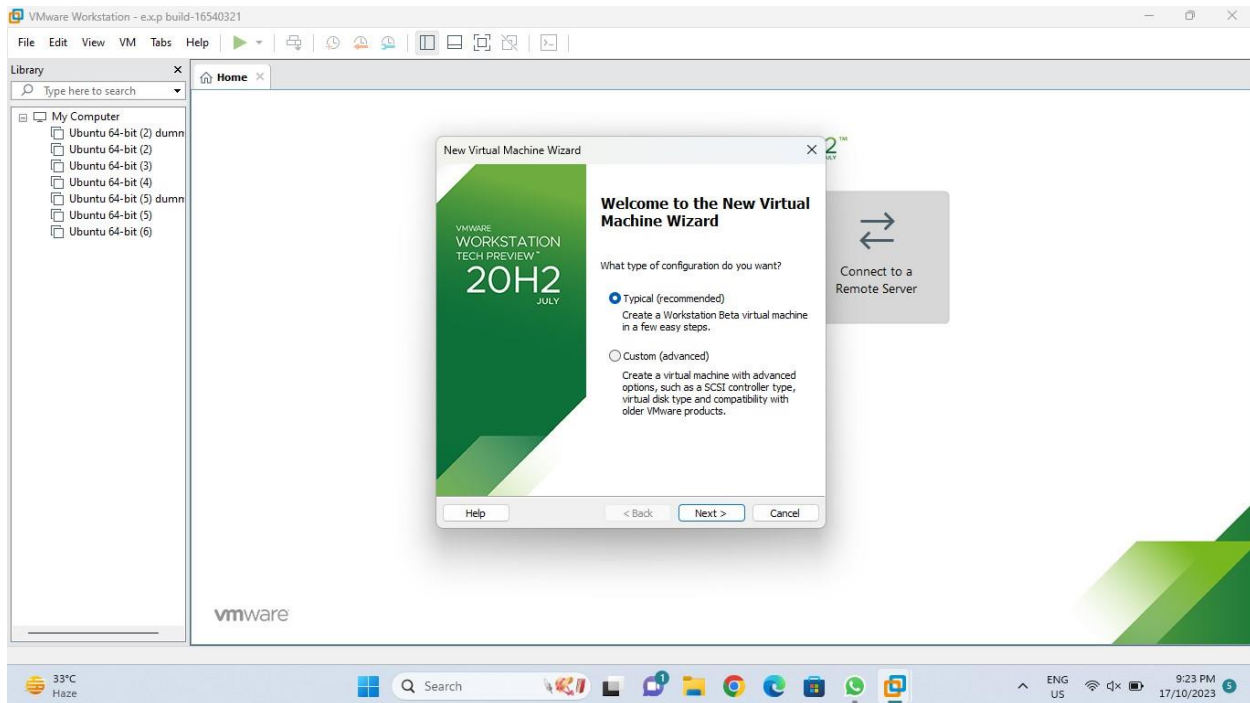 VMware Workstation - e.x.p build-16540321
File Edit View VM Tabs Help
Library
Type here to search
My Computer
Ubuntu 64-bit (2) dumn
Ubuntu 64-bit (2)
Ubuntu 64-bit (3)
Ubuntu 64-bit (4)
Ubuntu 64-bit (5) dumn
Ubuntu 64-bit (5)
Ubuntu 64-bit (6)
Home
2™
JLY
Connect to a
Remote Server
New Virtual Machine Wizard
VMWARE
WORKSTATION
TECH PREVIEW™
20H2
JULY
Welcome to the New Virtual
Machine Wizard
What type of configuration do you want?
Typical (recommended)
Create a Workstation Beta virtual machine
in a few easy steps.
Custom (advanced)
Create a virtual machine with advanced
options, such as a SCSI controller type,
virtual disk type and compatibility with
older VMware products.
Help
< Back
Next >
Cancel
vmware
33°C
Haze
Search
1
ENG
US
9:23 PM
17/10/2023
5